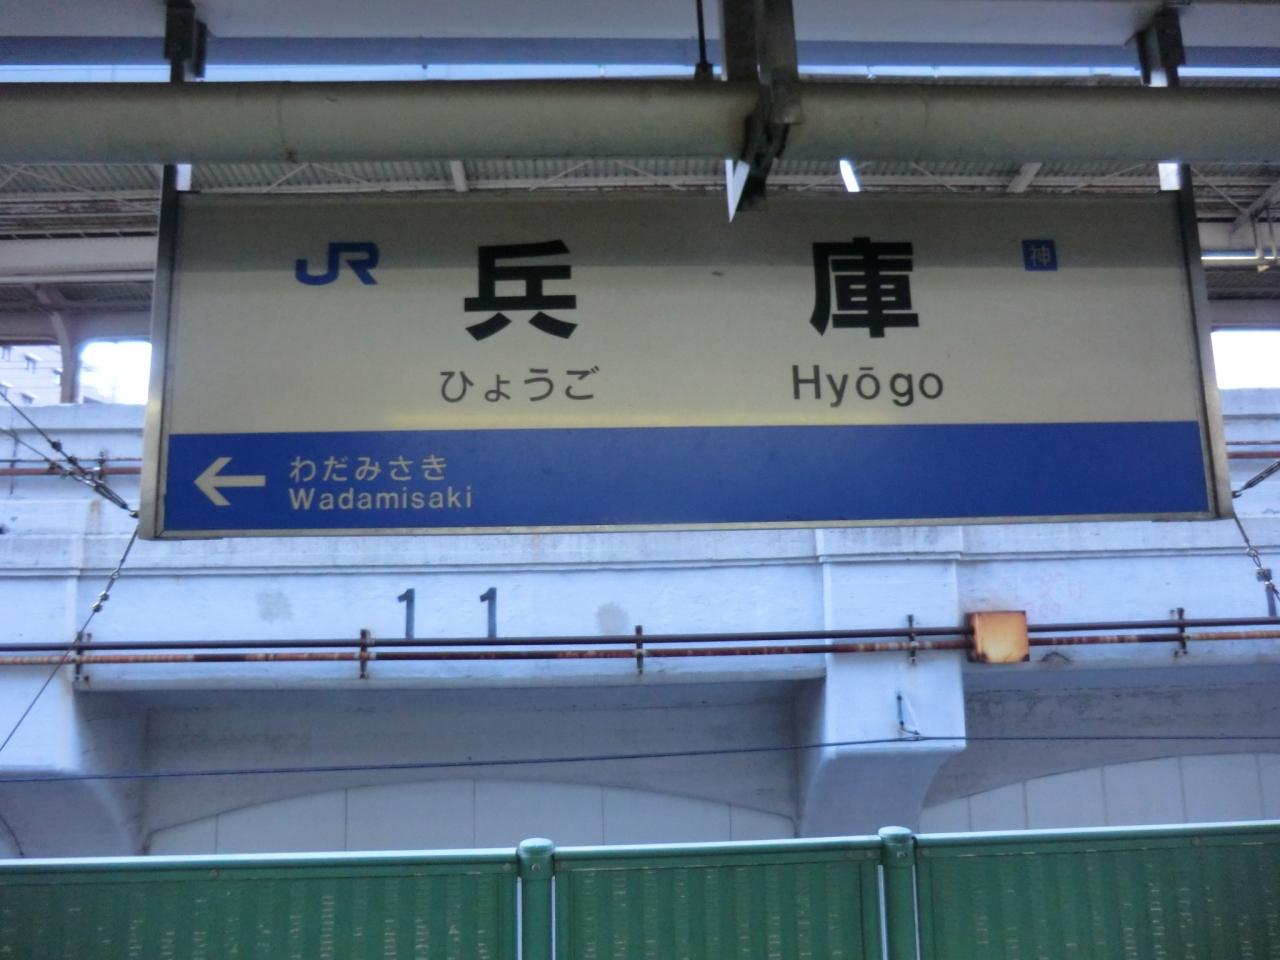 JR 兵庫 神
ひょうご Hyōgo
← わだみさき
Wadamisaki
11